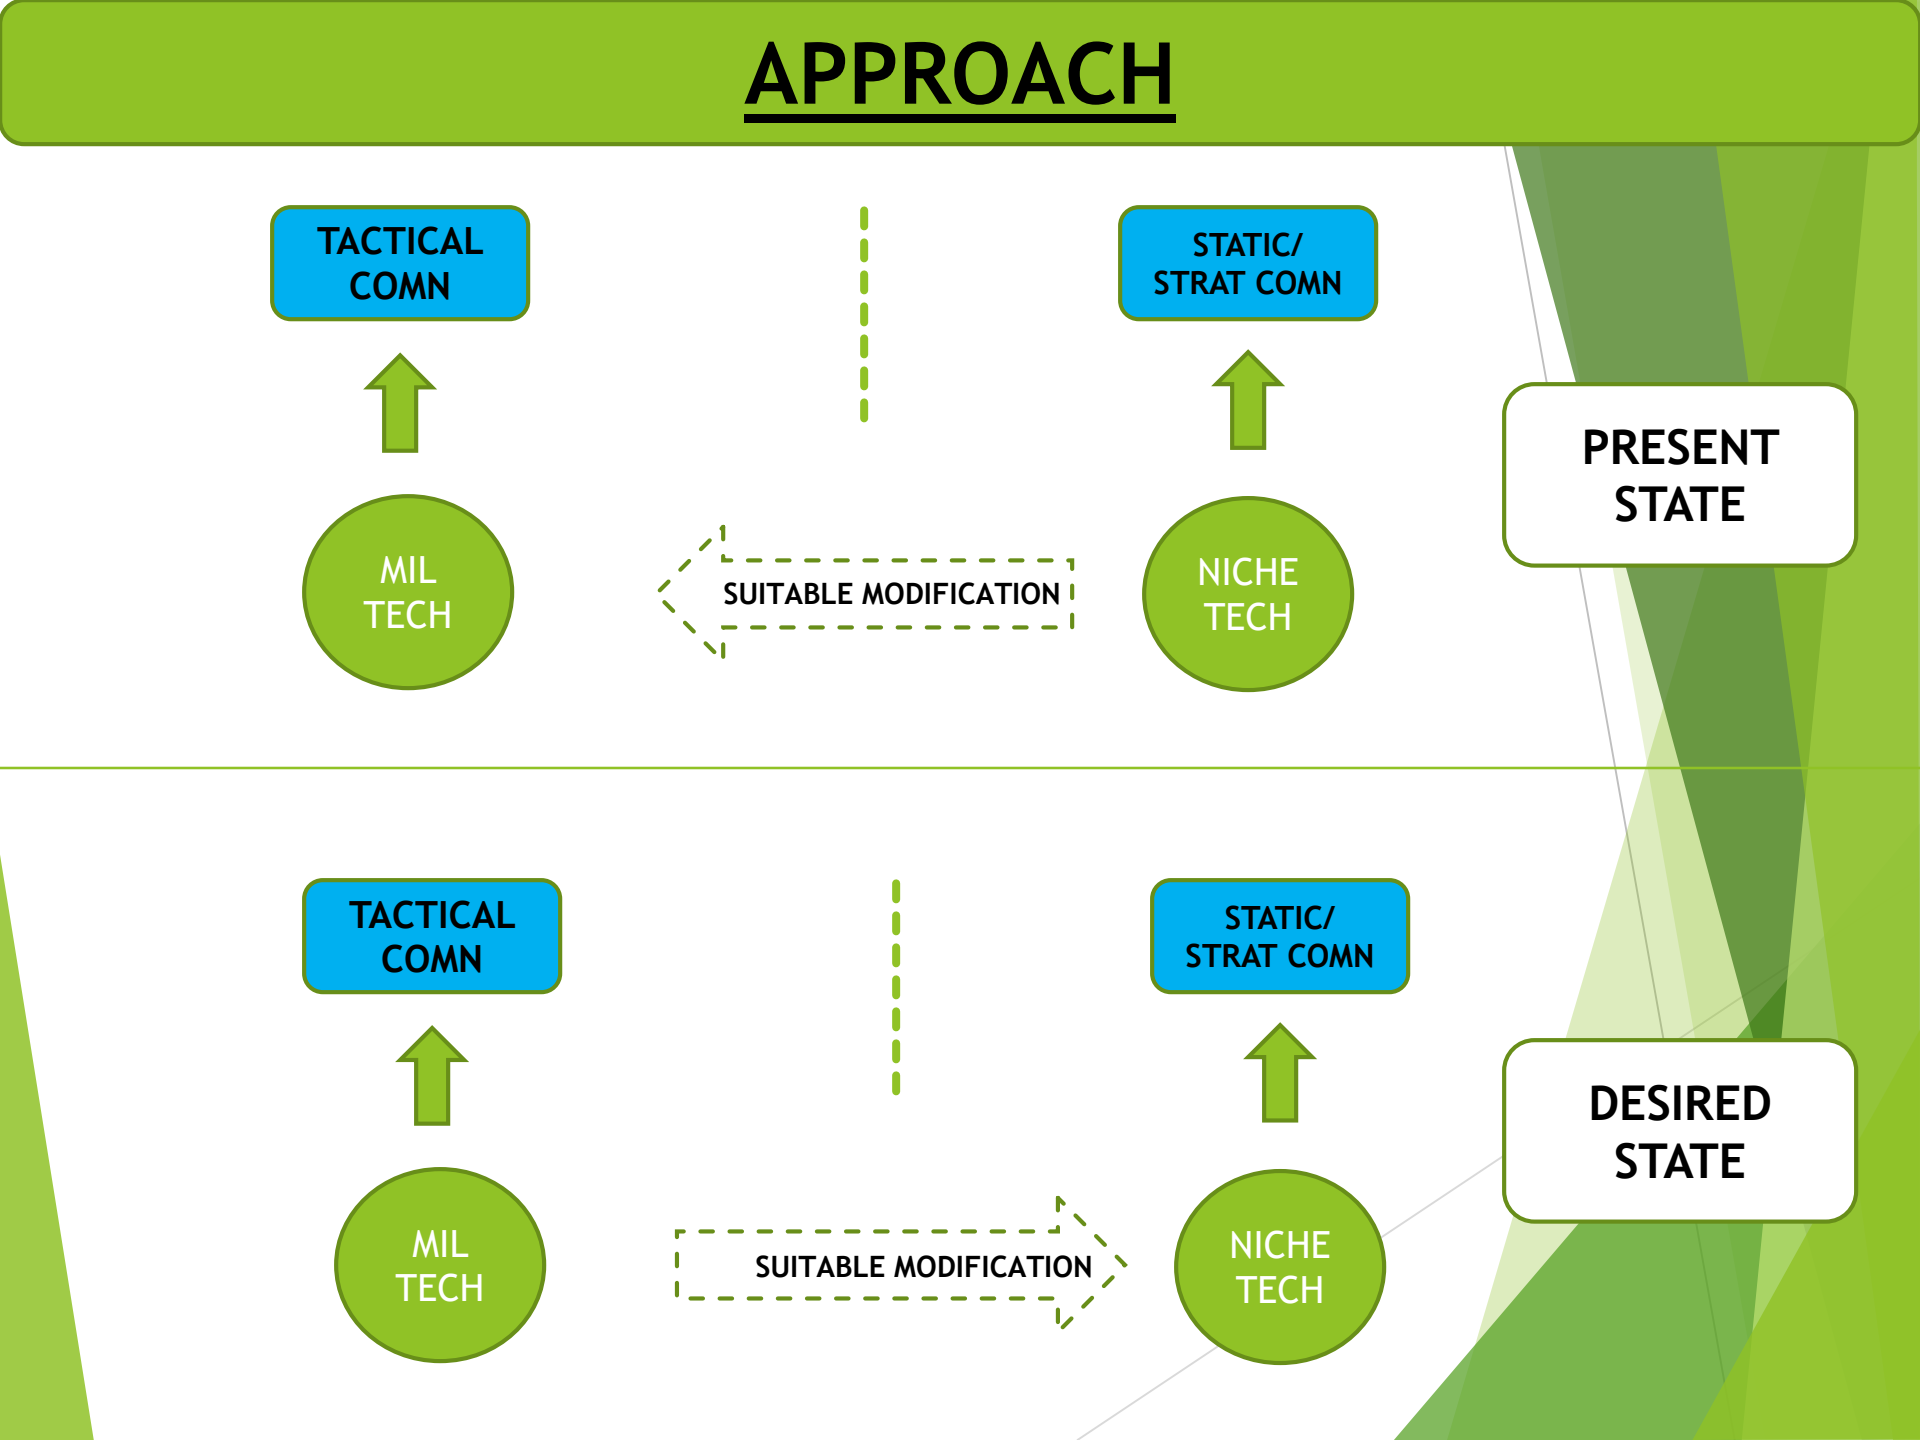 APPROACH
TACTICAL
COMN
STATIC/
STRAT COMN
PRESENT
STATE
MIL
TECH
SUITABLE MODIFICATION
NICHE
TECH
TACTICAL
COMN
STATIC/
STRAT COMN
DESIRED
STATE
MIL
TECH
SUITABLE MODIFICATION
NICHE
TECH